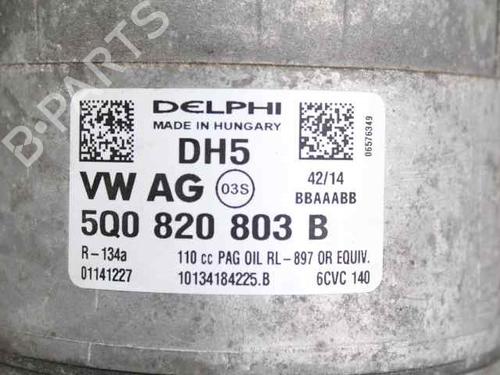 B-PARTS
DELPHI
MADE IN HUNGARY
DH5
VW AG 03S
42/14
BBAAABB
5Q0 820 803 B
R-134a 110 cc PAG OIL RL-897 OR EQUIV.
01141227 10134184225.B 6CVC 140
06576349